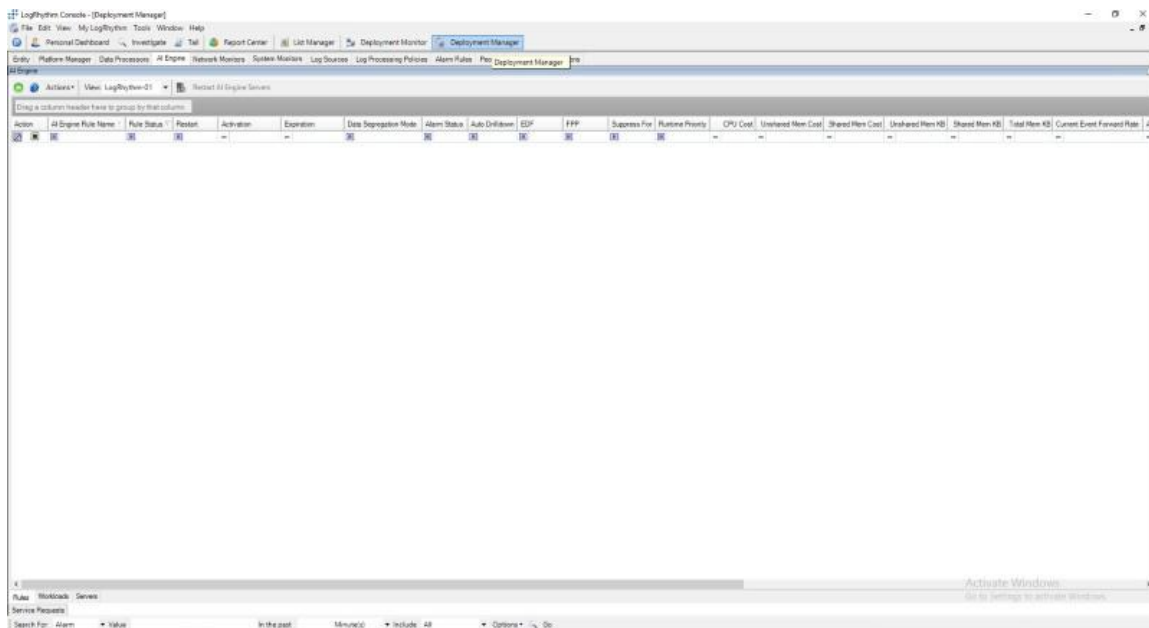 LogRhythm Console - [Deployment Manager]
File Edit View My LogRhythm Tools Window Help
Personal Dashboard Investigate Tail Report Center List Manager Deployment Monitor Deployment Manager
Entity Platform Manager Data Processors AI Engine Network Monitors System Monitors Log Sources Log Processing Policies Alarm Rules Deployment Manager
AI Engine
Actions View: LogRhythm-01 Restart AI Engine Servers
Drag a column header here to group by that column.
Action AI Engine Rule Name Rule Status Restart Activation Expiration Data Segregation Mode Alarm Status Auto Drilldown EDF FPP Suppress For Runtime Priority CPU Cost Unshared Mem Cost Shared Mem Cost Unshared Mem KB Shared Mem KB Total Mem KB Current Event Forward Rate
Activate Windows
Rules Workloads Servers
Go to Settings to activate Windows.
Service Requests
Search For: Alarm Value In the past Minute(s) Include All Options Go